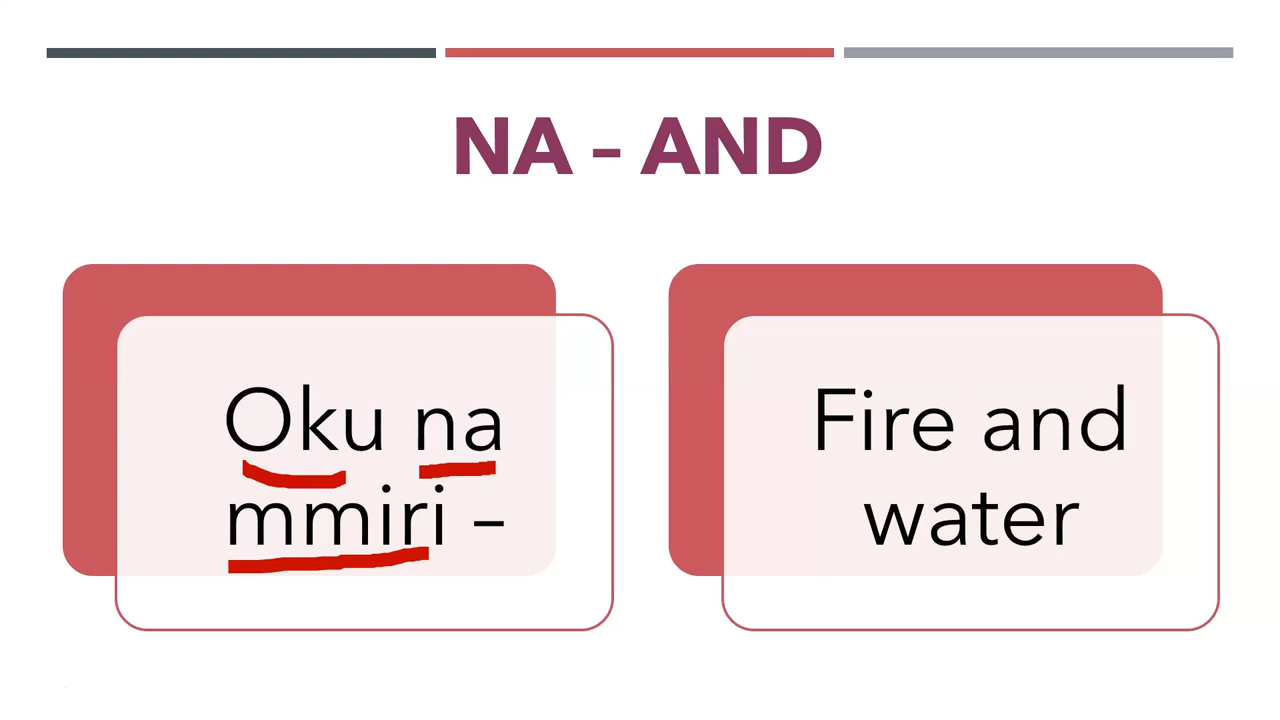 NA – AND
Oku na
mmiri –
Fire and
water